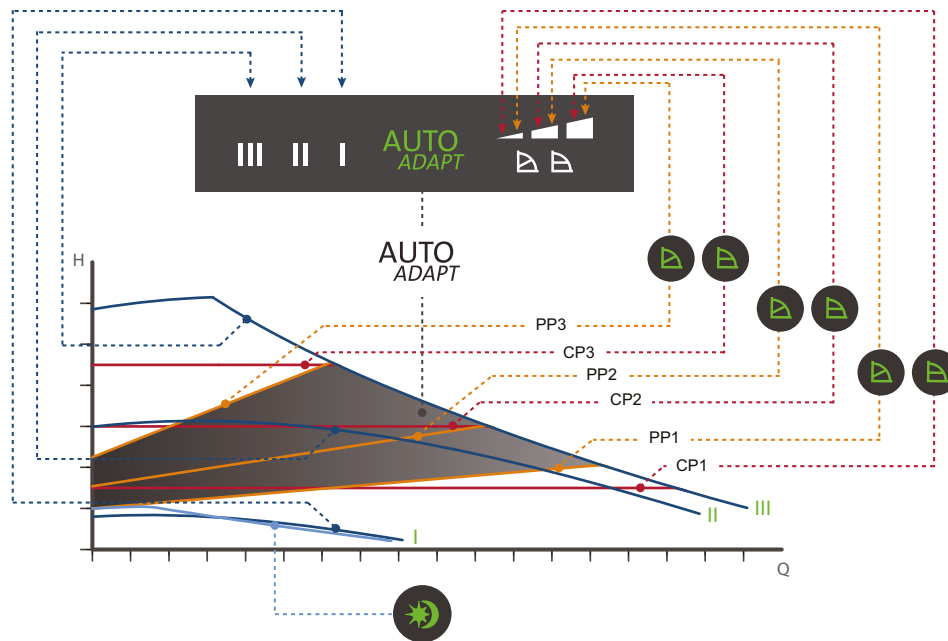 AUTO
ADAPT
III II I
AUTO
ADAPT
H
PP3
CP3
PP2
CP2
PP1
CP1
III
II
I
Q